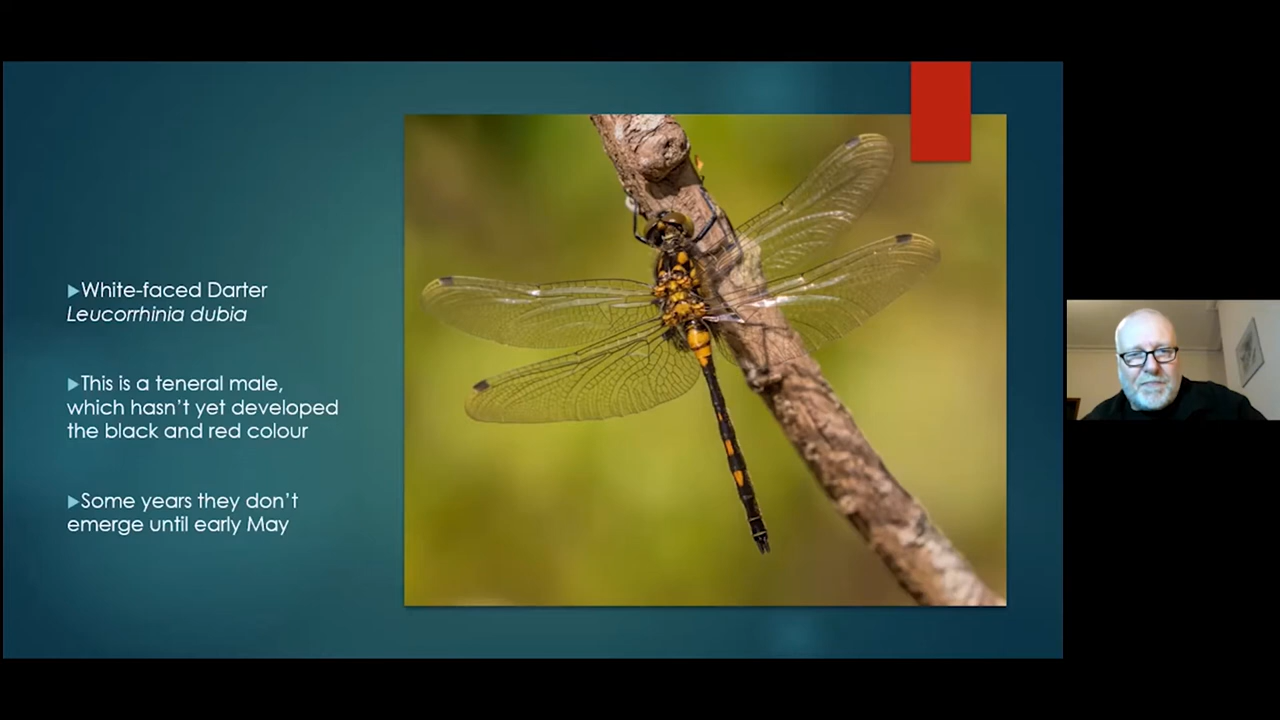 ▶White-faced Darter
Leucorrhinia dubia
▶This is a teneral male,
which hasn't yet developed
the black and red colour
▶Some years they don't
emerge until early May